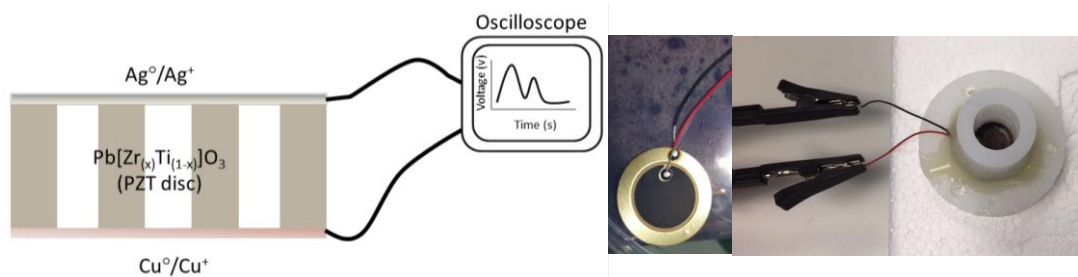 Oscilloscope
Voltage (v)
Time (s)
Ag°/Ag⁺
Pb[Zr₍ₓ₎Ti₍₁₋ₓ₎]O₃
(PZT disc)
Cu°/Cu⁺